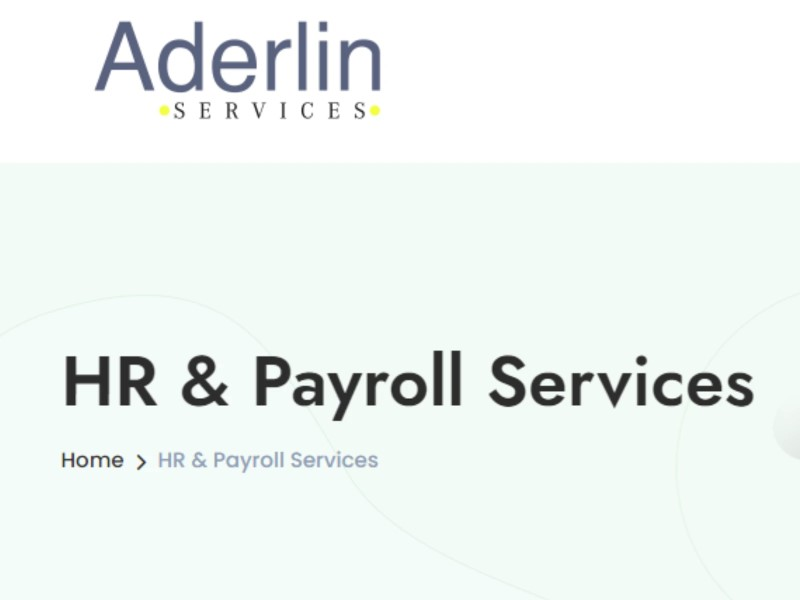 Aderlin
SERVICES
HR & Payroll Services
Home > HR & Payroll Services